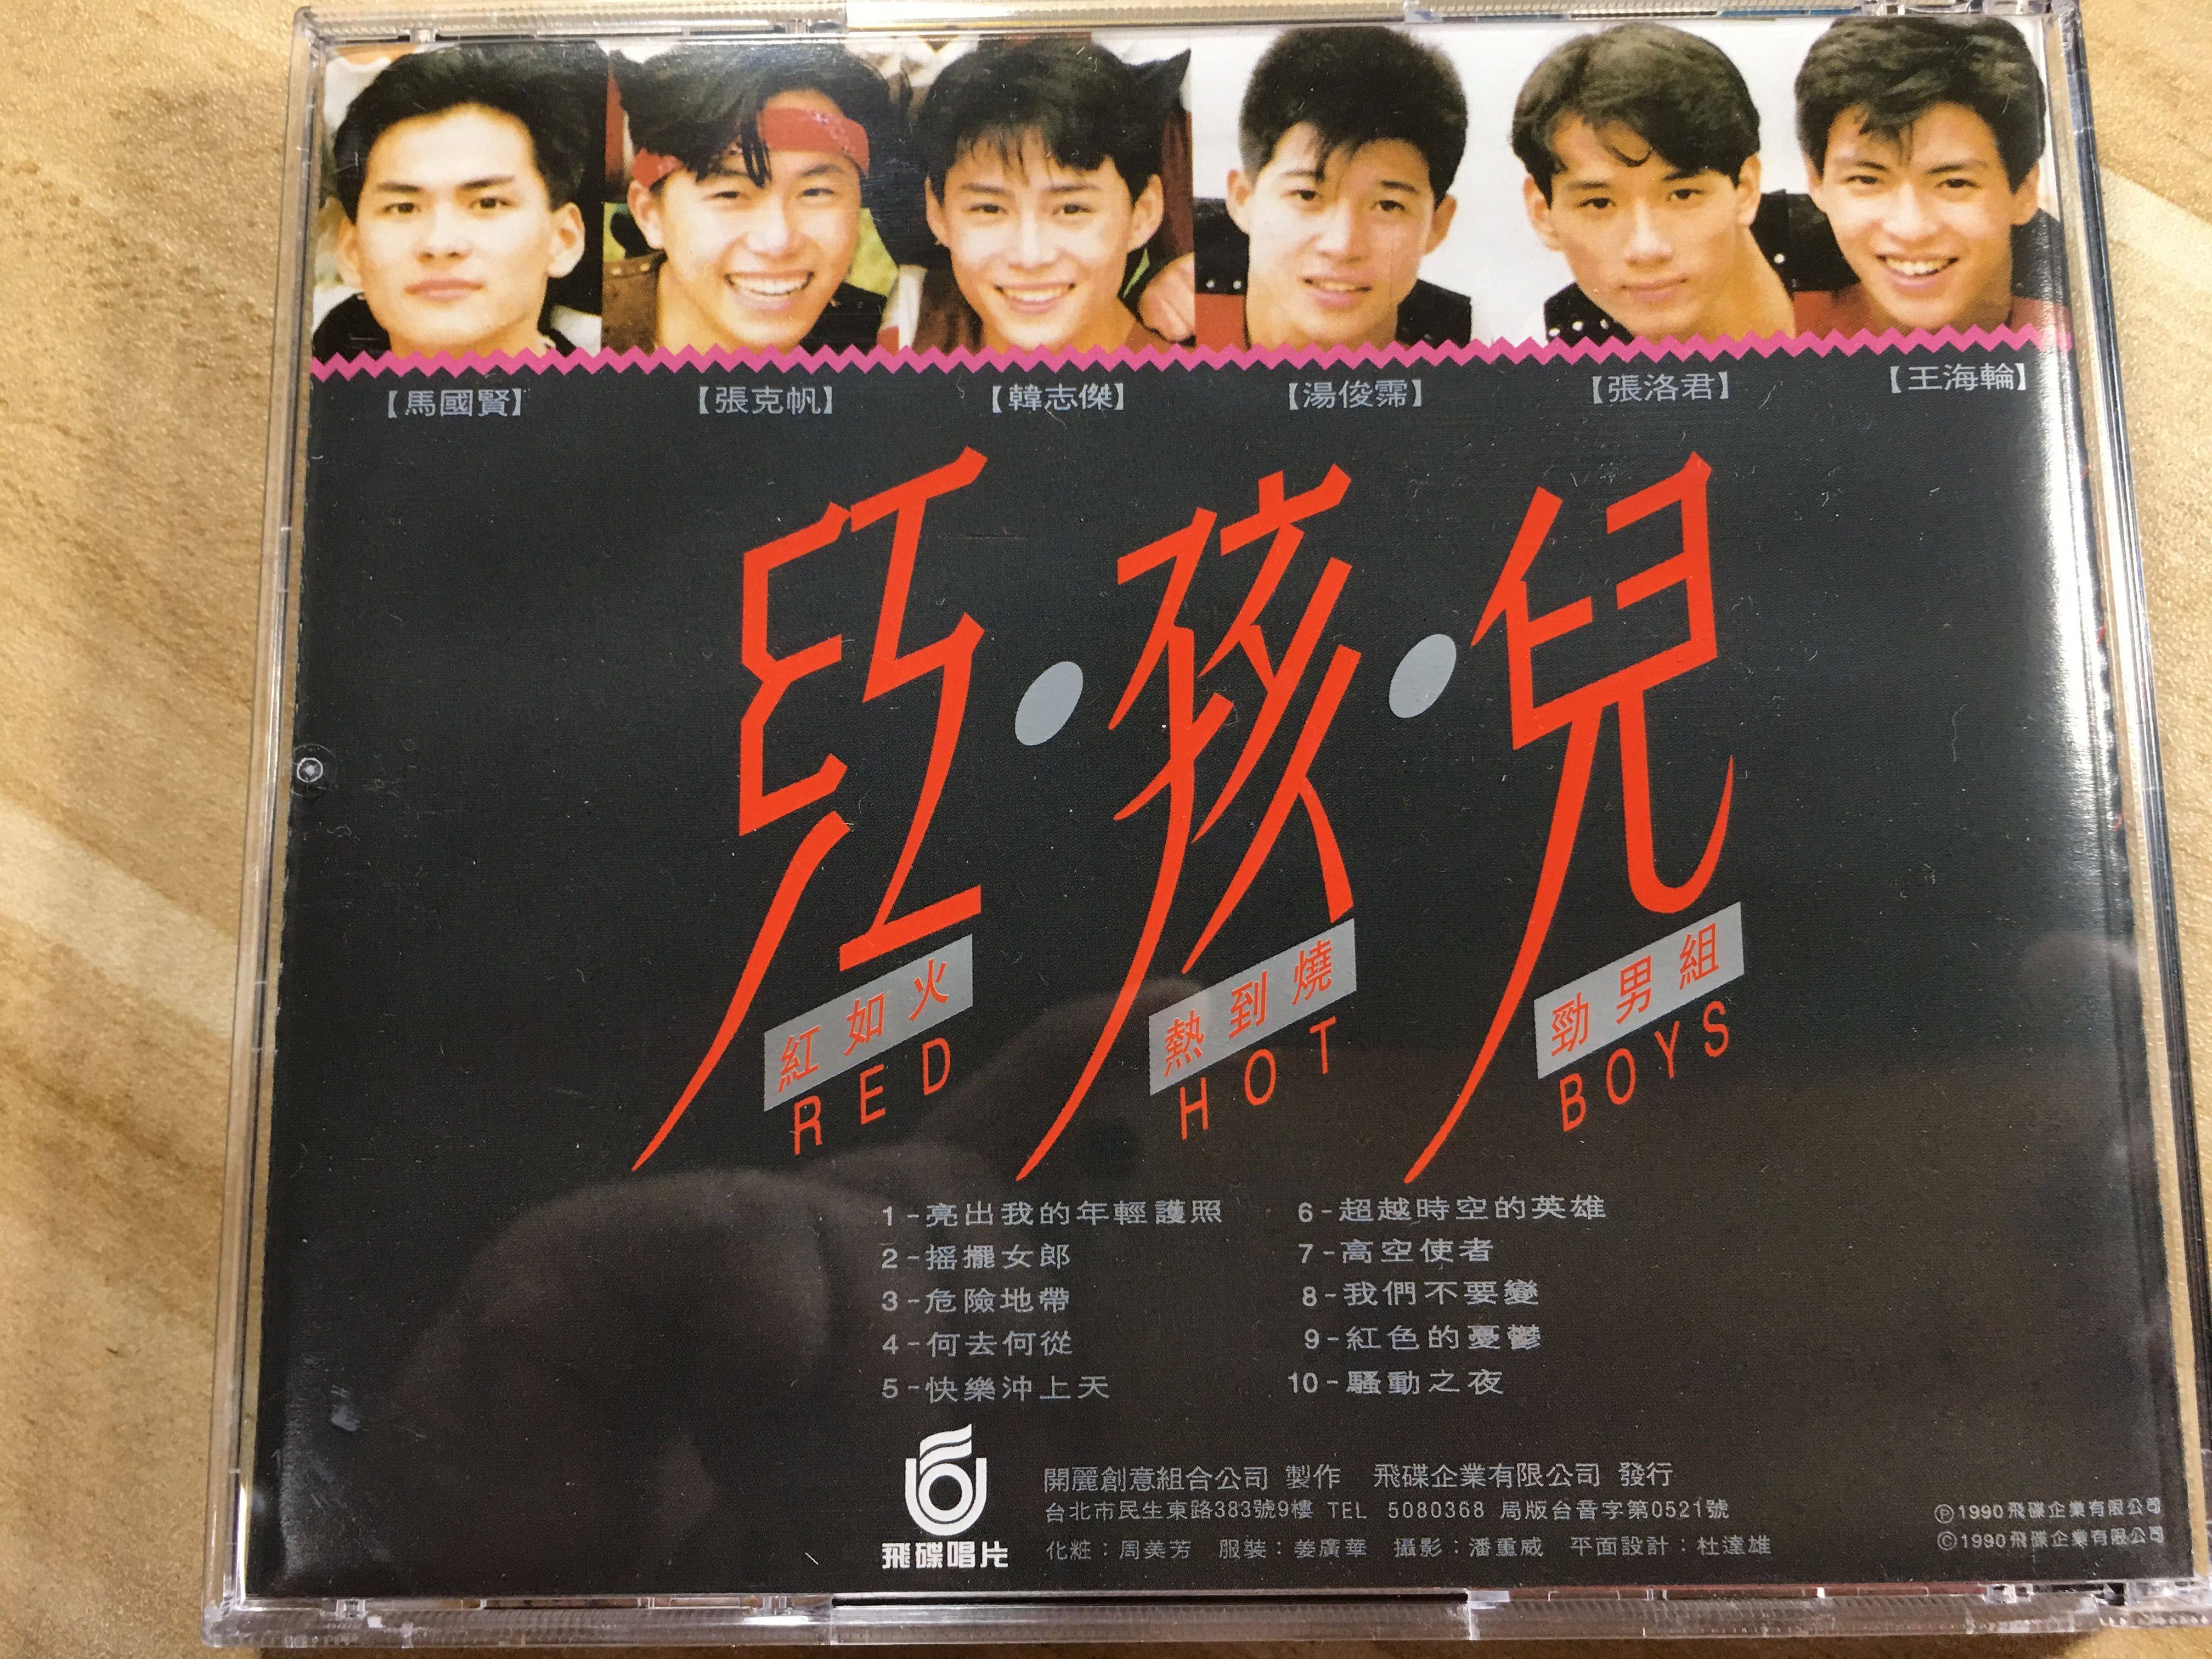 【馬國賢】 【張克帆】 【韓志傑】 【湯俊霈】 【張洛君】 【王海輪】
紅·孩·兒
紅如火 熱到燒 勁男組
RED HOT BOYS
1-亮出我的年輕護照
2-搖擺女郎
3-危險地帶
4-何去何從
5-快樂沖上天
6-超越時空的英雄
7-高空使者
8-我們不要變
9-紅色的憂鬱
10-騷動之夜
飛碟唱片
開麗創意組合公司 製作 飛碟企業有限公司 發行
台北市民生東路383號9樓 TEL 5080368 局版台音字第0521號
化粧：周美芳 服裝：姜廣華 攝影：潘重威 平面設計：杜達雄
Ⓟ1990飛碟企業有限公司
©1990飛碟企業有限公司